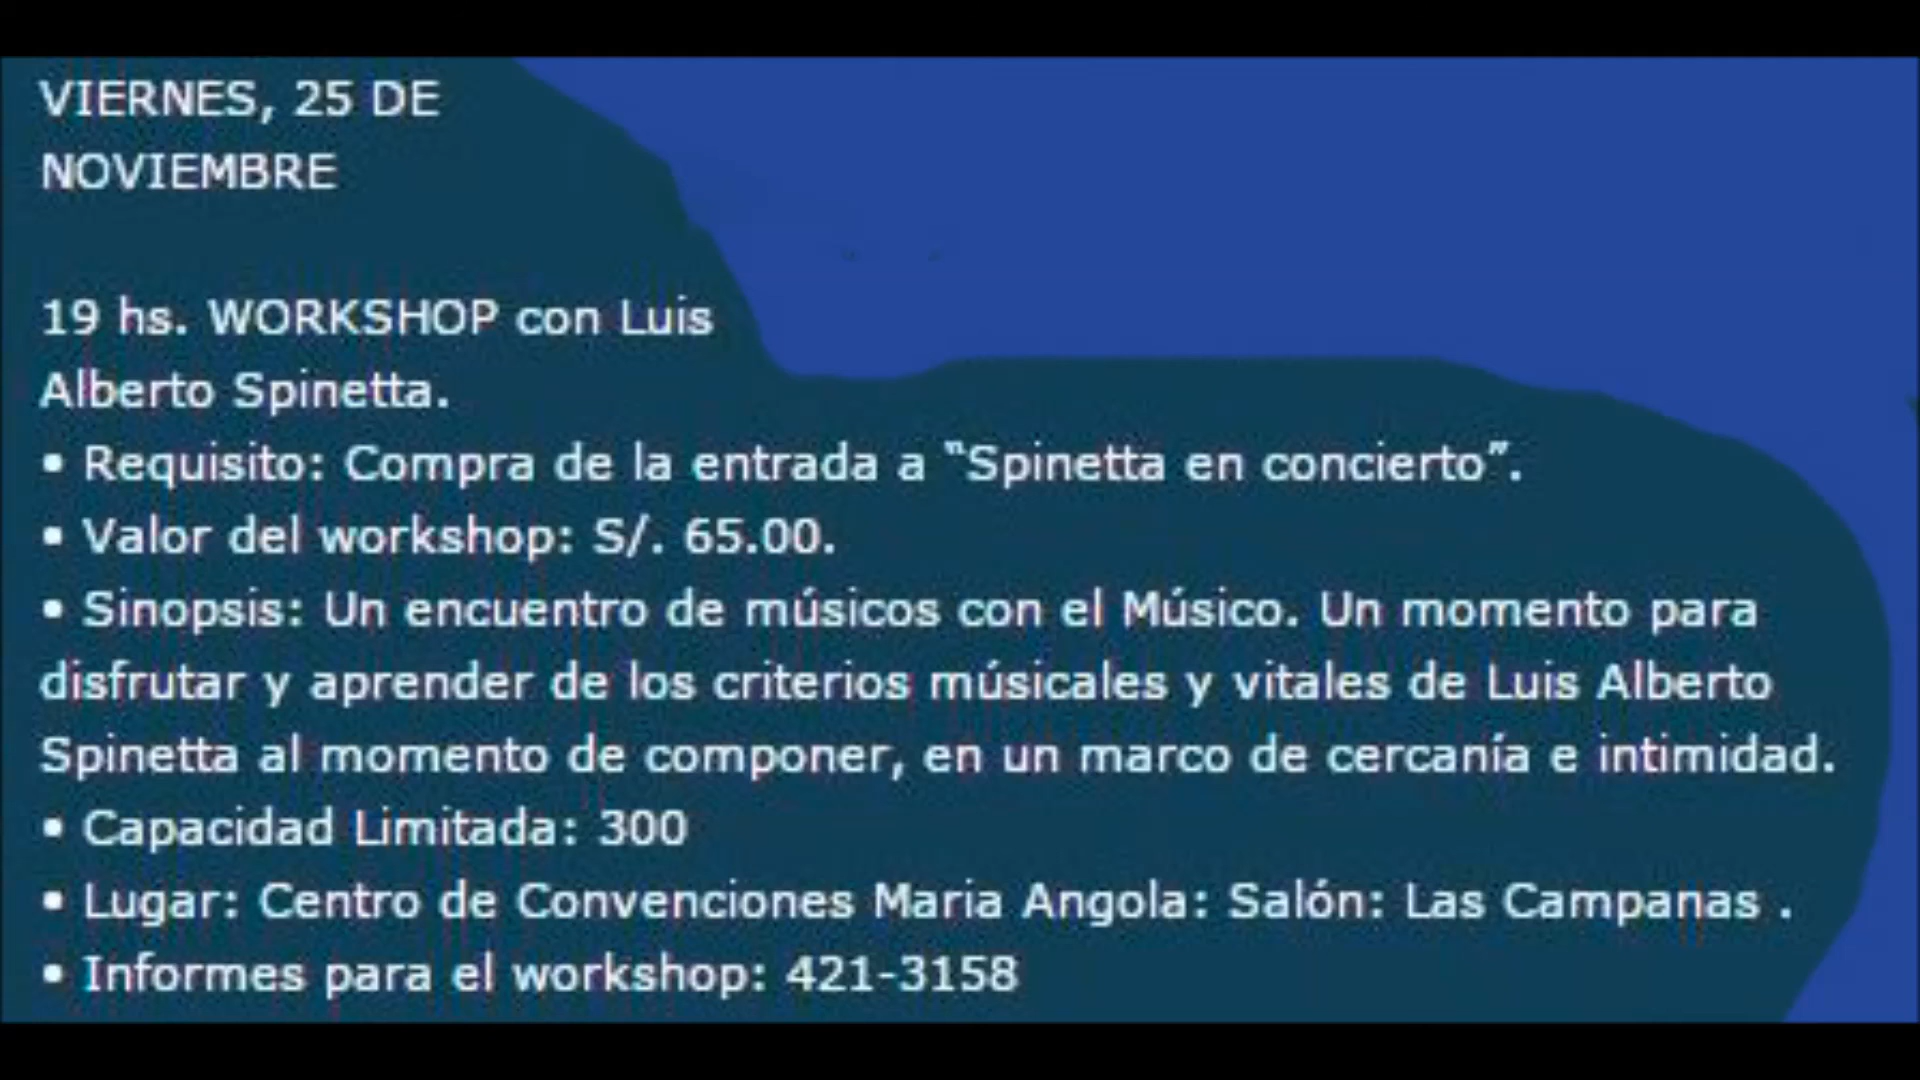 VIERNES, 25 DE
NOVIEMBRE
19 hs. WORKSHOP con Luis
Alberto Spinetta.
• Requisito: Compra de la entrada a “Spinetta en concierto”.
• Valor del workshop: S/. 65.00.
• Sinopsis: Un encuentro de músicos con el Músico. Un momento para
disfrutar y aprender de los criterios músicales y vitales de Luis Alberto
Spinetta al momento de componer, en un marco de cercanía e intimidad.
• Capacidad Limitada: 300
• Lugar: Centro de Convenciones Maria Angola: Salón: Las Campanas .
• Informes para el workshop: 421-3158